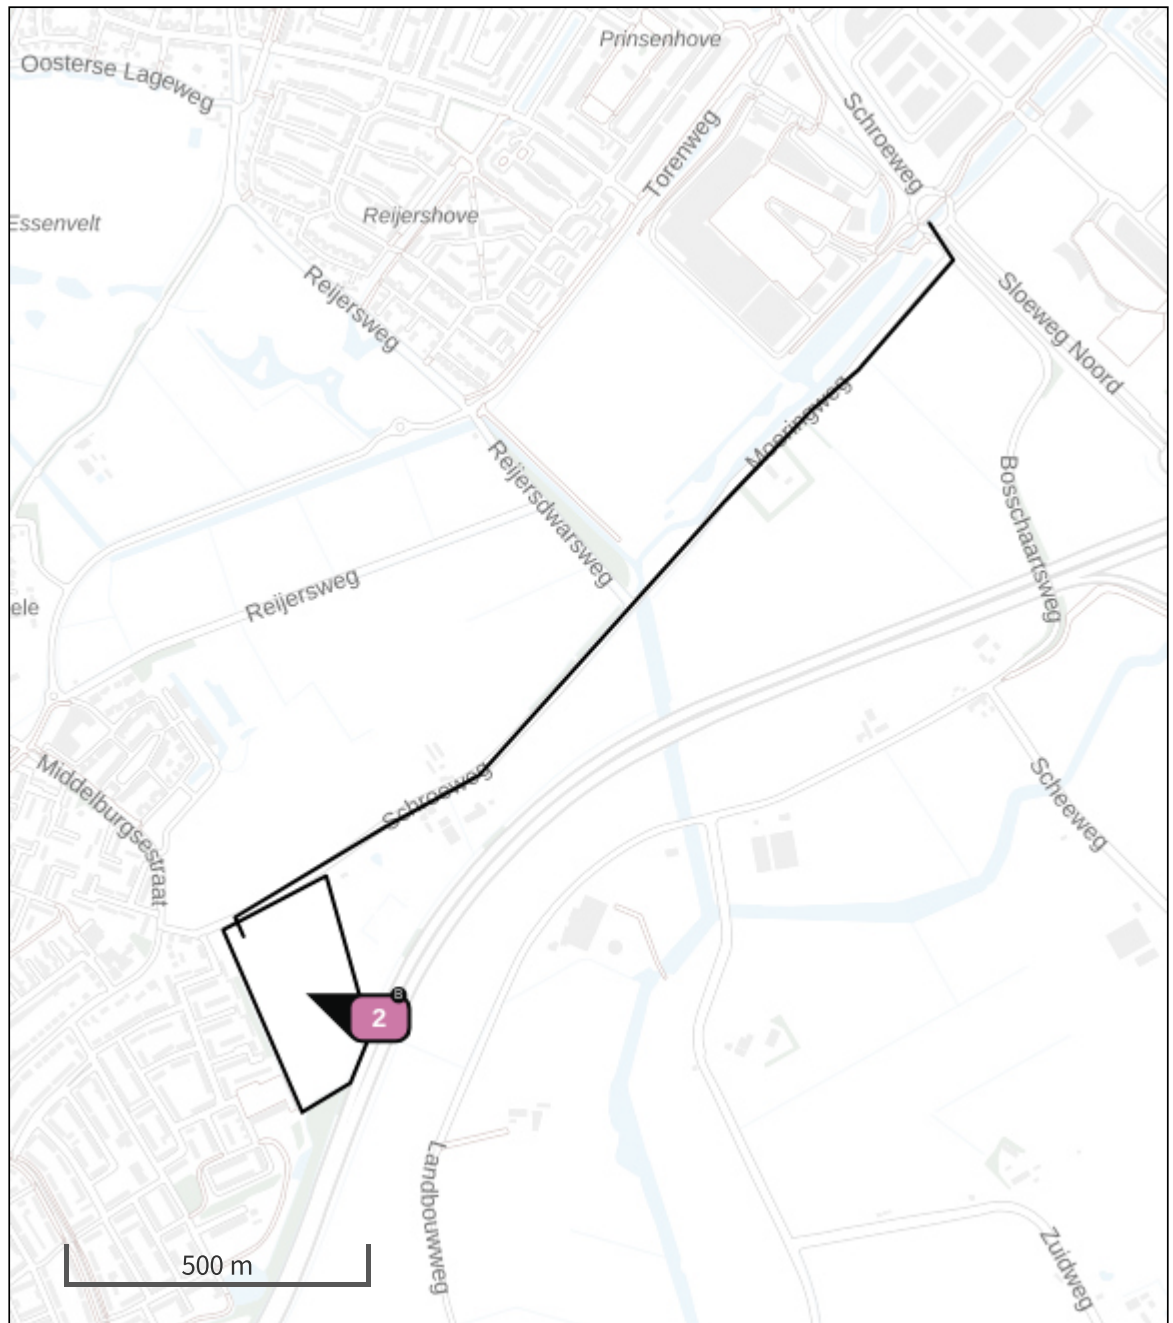 Prinsenhove
Oosterse Lageweg
Schroeweg
Torenweg
Reijershove
Essenvelt
Reijersweg
Sloeweg Noord
Mooringweg
Reijersdwarsweg
Bosschaartsweg
Reijersweg
ele
Middelburgsestraat
Schroeweg
Scheeweg
B
2
Landbouwweg
Zuidweg
500 m